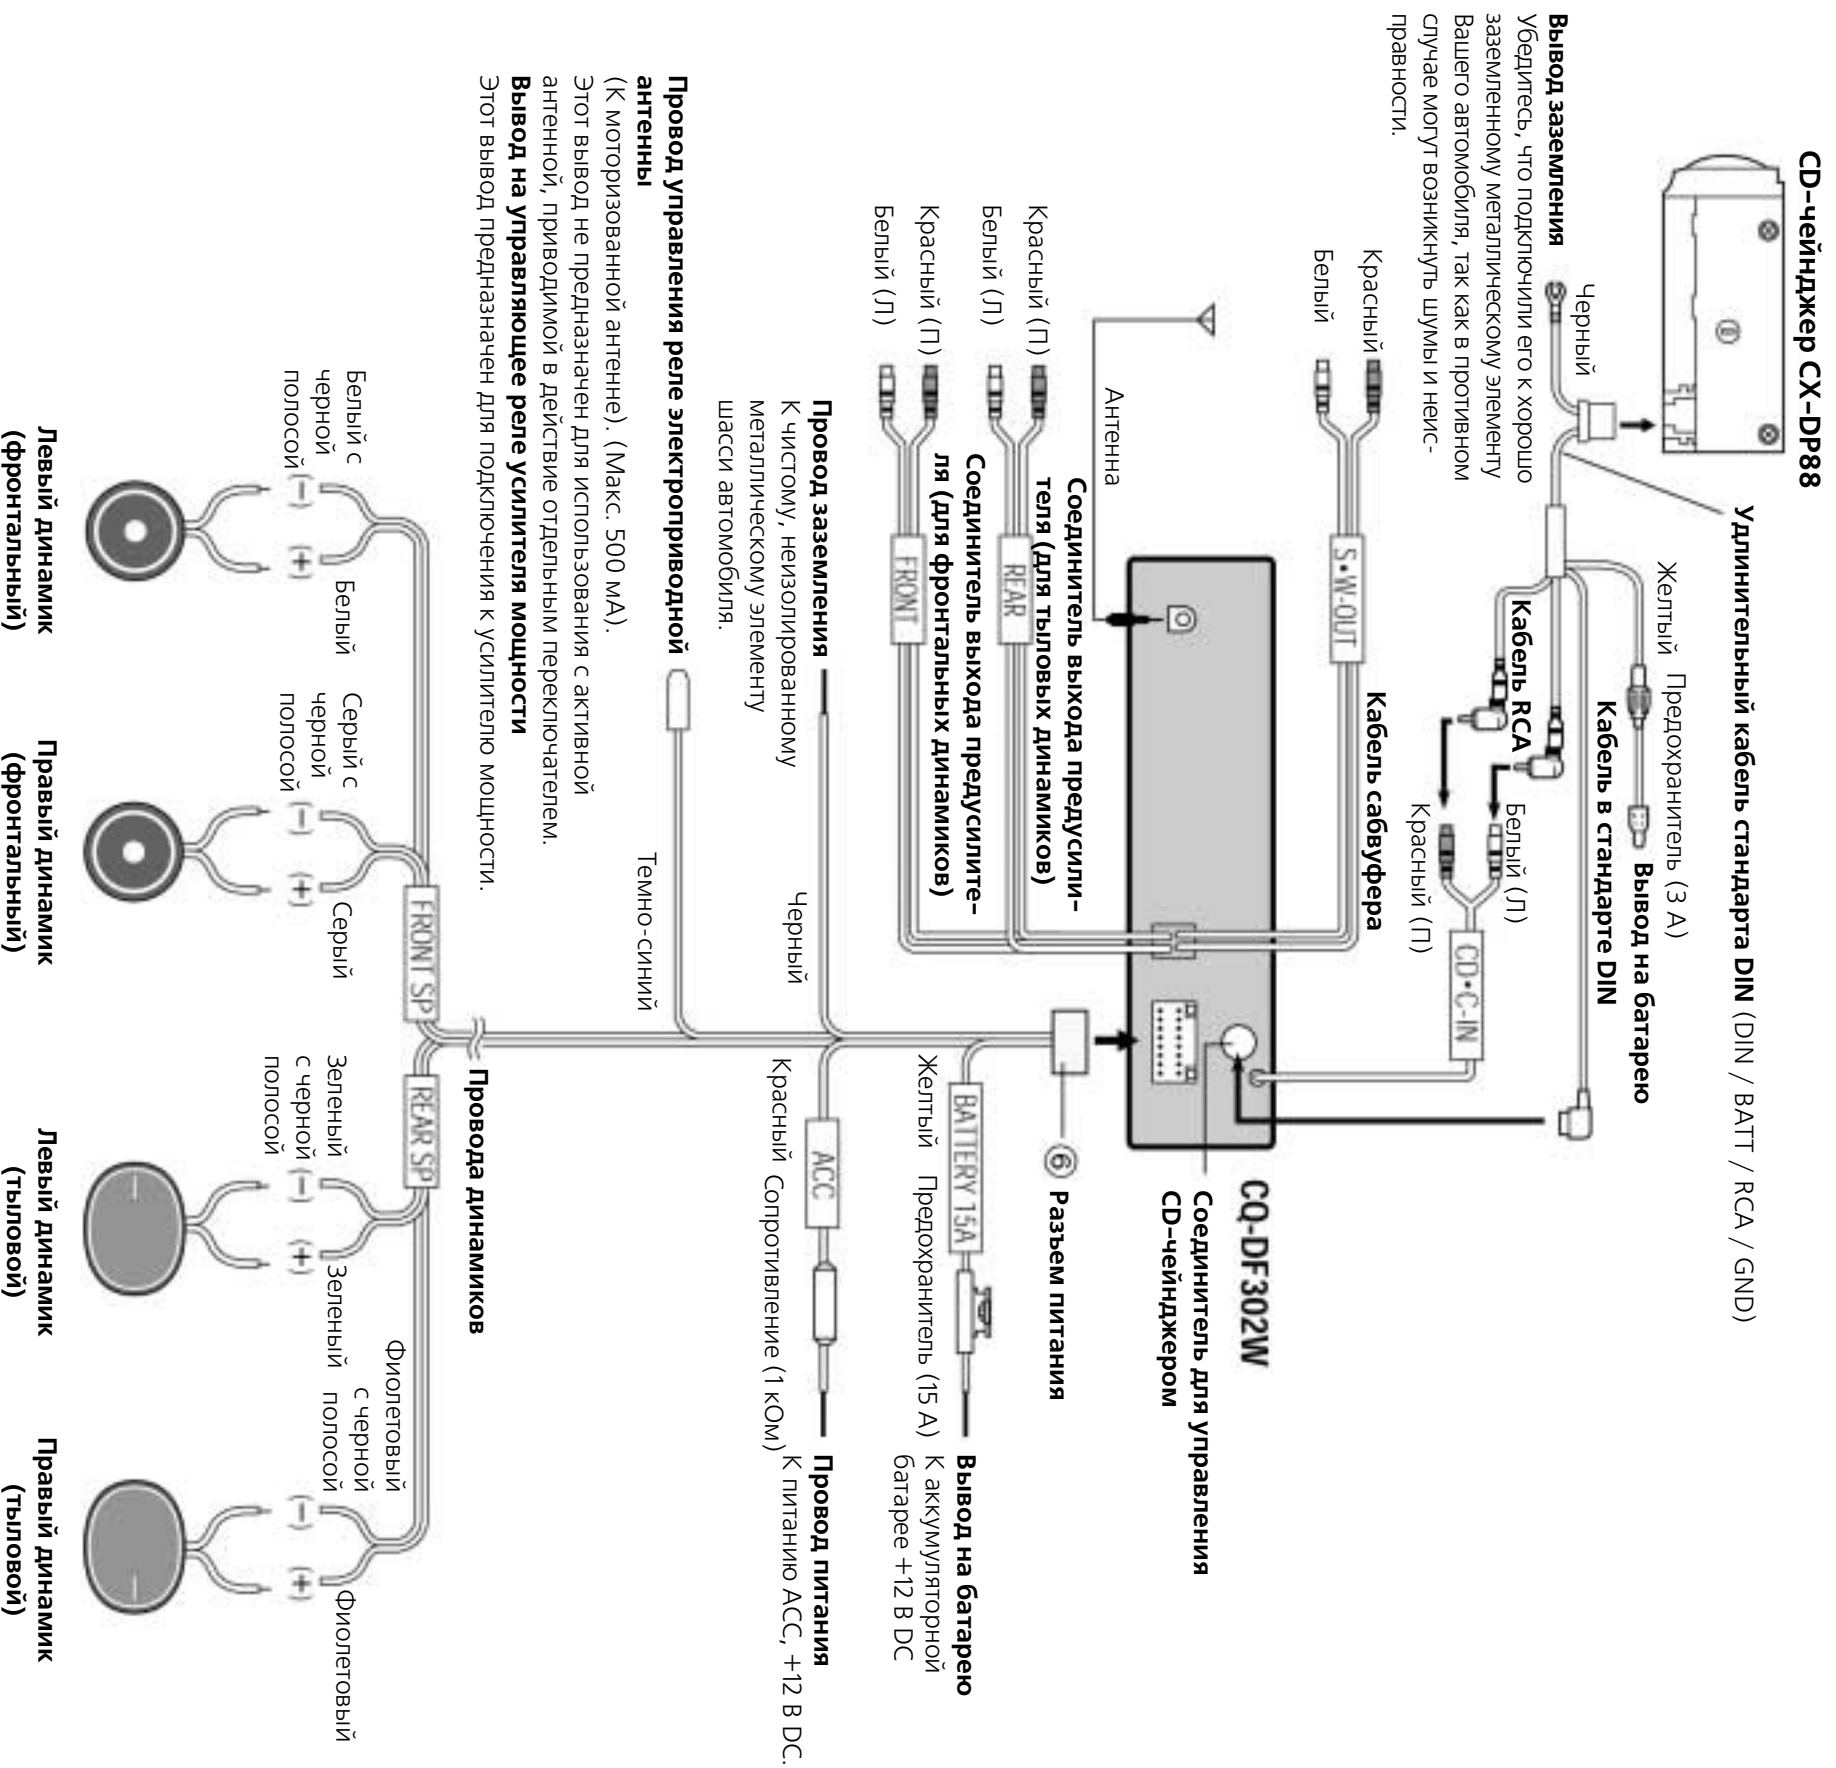 CD-чейнджер CX-DP88
Удлинительный кабель стандарта DIN (DIN / BATT / RCA / GND)
Вывод заземления
Убедитесь, что подключили его к хорошо
заземленному металлическому элементу
Вашего автомобиля, так как в противном
случае могут возникнуть шумы и неис-
правности.
Черный
Желтый
Предохранитель (3 А)
Вывод на батарею
Кабель в стандарте DIN
Кабель RCA
Белый (Л)
Красный (П)
CD•C-IN
Красный
Белый
S•W-OUT
Кабель сабвуфера
CQ-DF302W
Соединитель для управления
CD-чейнджером
Антенна
Соединитель выхода предусили-
теля (для тыловых динамиков)
Красный (П)
Белый (Л)
REAR
Соединитель выхода предусилите-
ля (для фронтальных динамиков)
Красный (П)
Белый (Л)
FRONT
6 Разъем питания
BATTERY 15A
Желтый
Предохранитель (15 А)
Вывод на батарею
К аккумуляторной
батарее +12 В DC
Провод заземления
К чистому, неизолированному
металлическому элементу
шасси автомобиля.
Черный
ACC
Красный
Сопротивление (1 кОм)
Провод питания
К питанию ACC, +12 В DC.
Провод управления реле электроприводной
антенны
(К моторизованной антенне). (Макс. 500 мА).
Этот вывод не предназначен для использования с активной
антенной, приводимой в действие отдельным переключателем.
Вывод на управляющее реле усилителя мощности
Этот вывод предназначен для подключения к усилителю мощности.
Темно-синий
Провода динамиков
FRONT SP
REAR SP
Белый с
черной
полосой
(−)
(+)
Белый
Серый с
черной
полосой
(−)
(+)
Серый
Зеленый
с черной
полосой
(−)
(+)
Зеленый
Фиолетовый
с черной
полосой
(−)
(+)
Фиолетовый
Левый динамик
(фронтальный)
Правый динамик
(фронтальный)
Левый динамик
(тыловой)
Правый динамик
(тыловой)